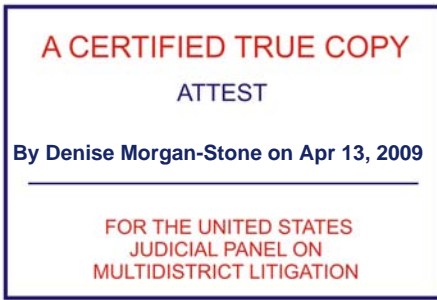 A CERTIFIED TRUE COPY
ATTEST
By Denise Morgan-Stone on Apr 13, 2009
FOR THE UNITED STATES
JUDICIAL PANEL ON
MULTIDISTRICT LITIGATION